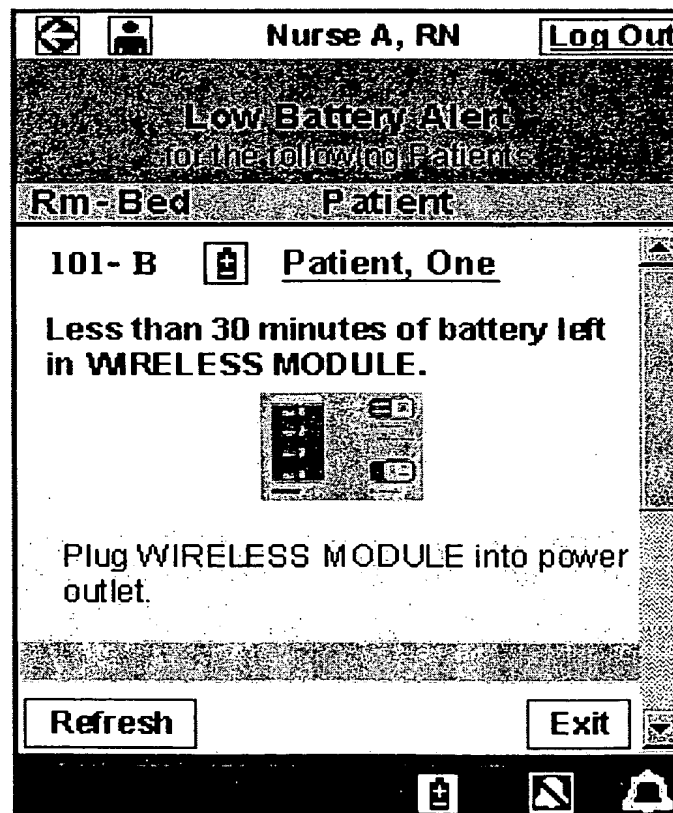 Nurse A, RN Log Out
Low Battery Alert
for the following Patients
Rm-Bed Patient
101- B Patient, One
Less than 30 minutes of battery left
in WIRELESS MODULE.
Plug WIRELESS MODULE into power
outlet.
Refresh Exit